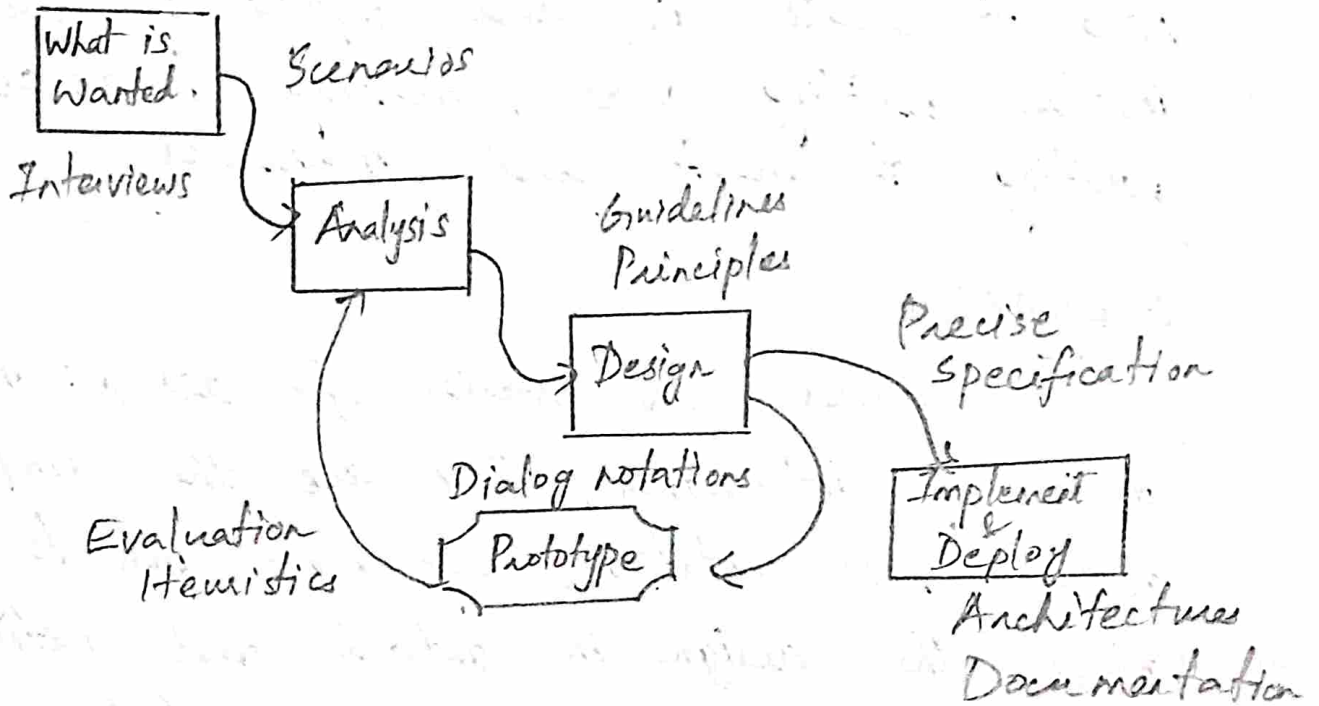 What is
Wanted.
Scenarios
Interviews
Analysis
Guidelines
Principles
Design
Precise
Specification
Dialog notations
Prototype
Evaluation
Heuristics
Implement
&
Deploy
Architectures
Documentation